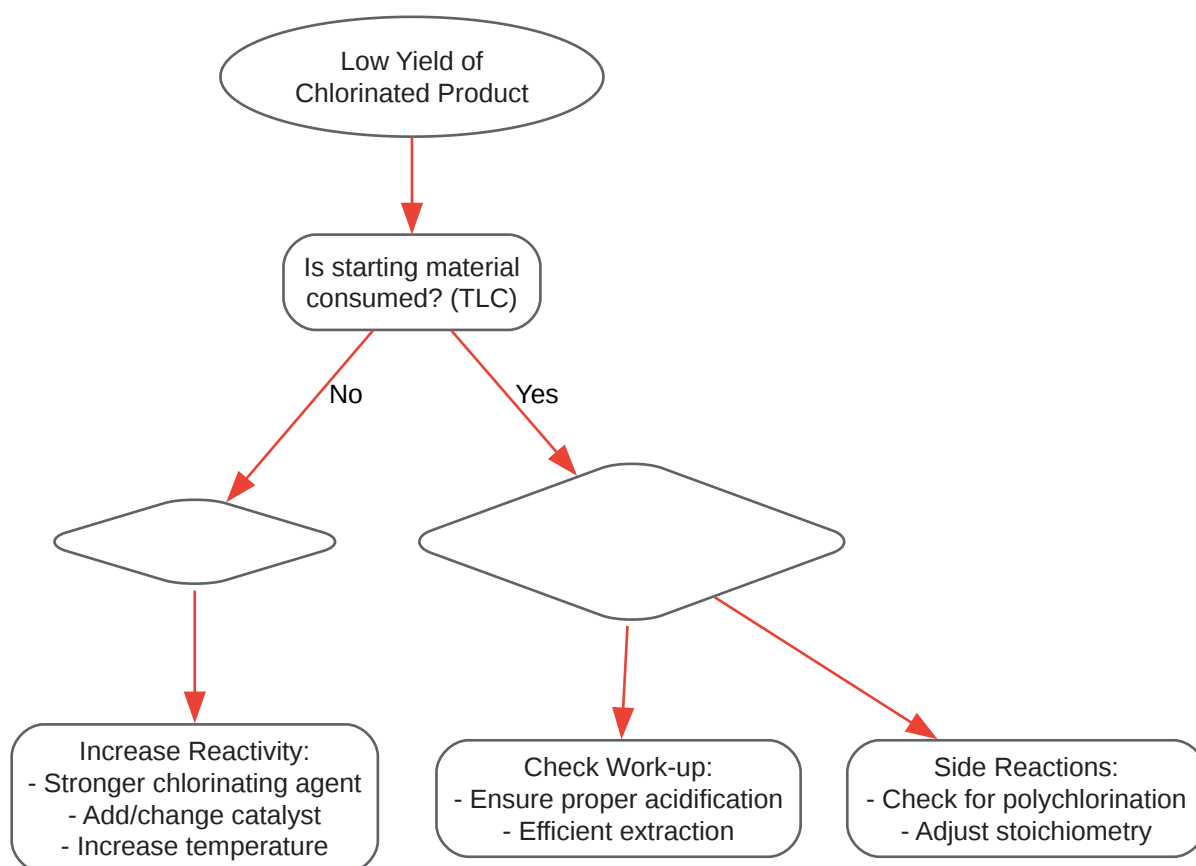 Low Yield of
Chlorinated Product
Is starting material
consumed? (TLC)
No
Yes
Increase Reactivity:
- Stronger chlorinating agent
- Add/change catalyst
- Increase temperature
Check Work-up:
- Ensure proper acidification
- Efficient extraction
Side Reactions:
- Check for polychlorination
- Adjust stoichiometry